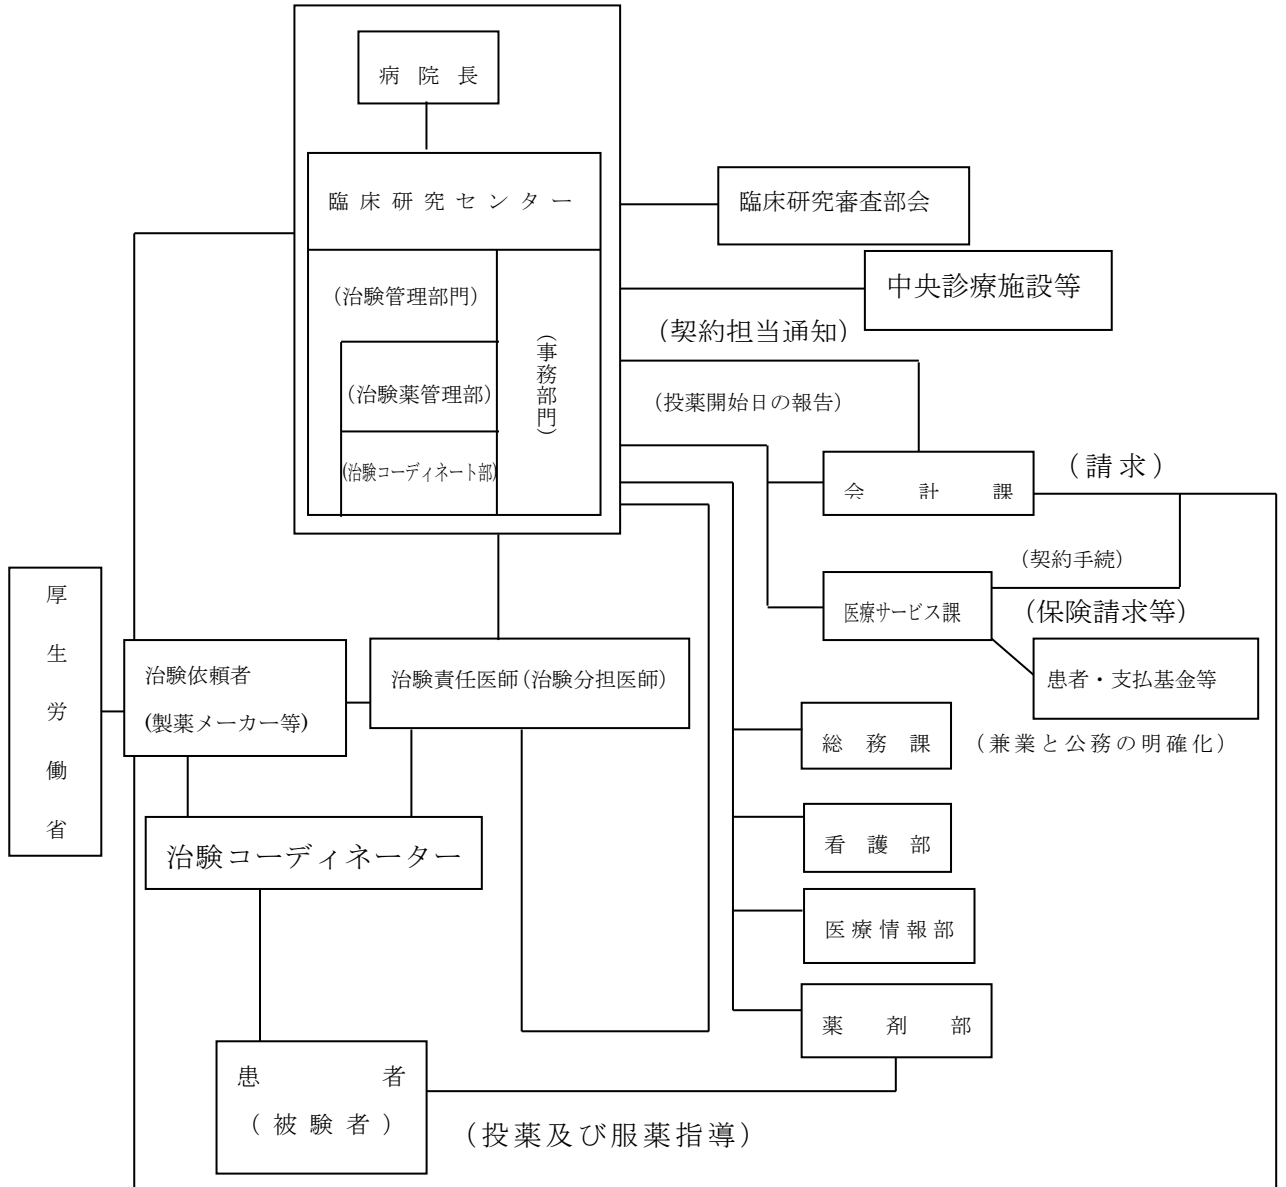 病院長
臨床研究センター
臨床研究審査部会
(治験管理部門)
中央診療施設等
(契約担当通知)
(事務部門)
(治験薬管理部)
(投薬開始日の報告)
(治験コーディネート部)
会計課
(請求)
(契約手続)
厚生労働省
医療サービス課
(保険請求等)
治験依頼者
(製薬メーカー等)
治験責任医師(治験分担医師)
患者・支払基金等
総務課
(兼業と公務の明確化)
治験コーディネーター
看護部
医療情報部
薬剤部
患者
(被験者)
(投薬及び服薬指導)